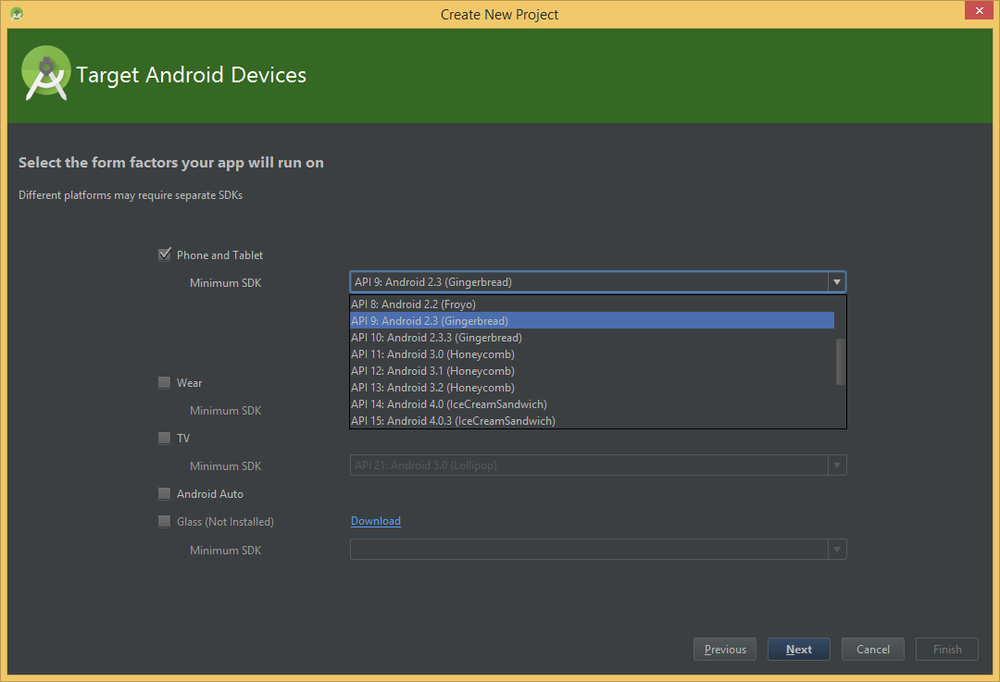 Create New Project
Target Android Devices
Select the form factors your app will run on
Different platforms may require separate SDKs
Phone and Tablet
Minimum SDK
API 9: Android 2.3 (Gingerbread)
API 8: Android 2.2 (Froyo)
API 9: Android 2.3 (Gingerbread)
API 10: Android 2.3.3 (Gingerbread)
API 11: Android 3.0 (Honeycomb)
API 12: Android 3.1 (Honeycomb)
API 13: Android 3.2 (Honeycomb)
API 14: Android 4.0 (IceCreamSandwich)
API 15: Android 4.0.3 (IceCreamSandwich)
Wear
Minimum SDK
TV
Minimum SDK
API 21: Android 5.0 (Lollipop)
Android Auto
Glass (Not Installed)
Download
Minimum SDK
Previous
Next
Cancel
Finish